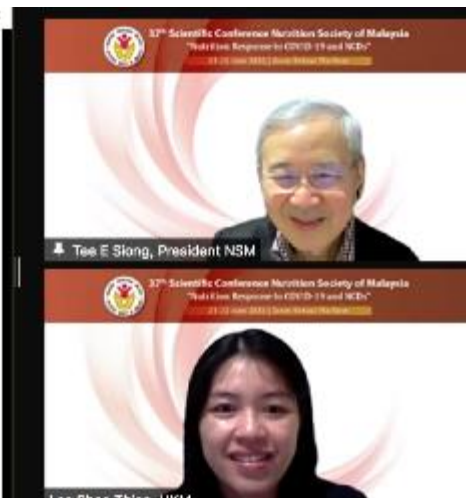 37th Scientific Conference Nutrition Society of Malaysia
"Nutrition Response to COVID-19 and NCDs"
Tee E Siong, President NSM
37th Scientific Conference Nutrition Society of Malaysia
"Nutrition Response to COVID-19 and NCDs"